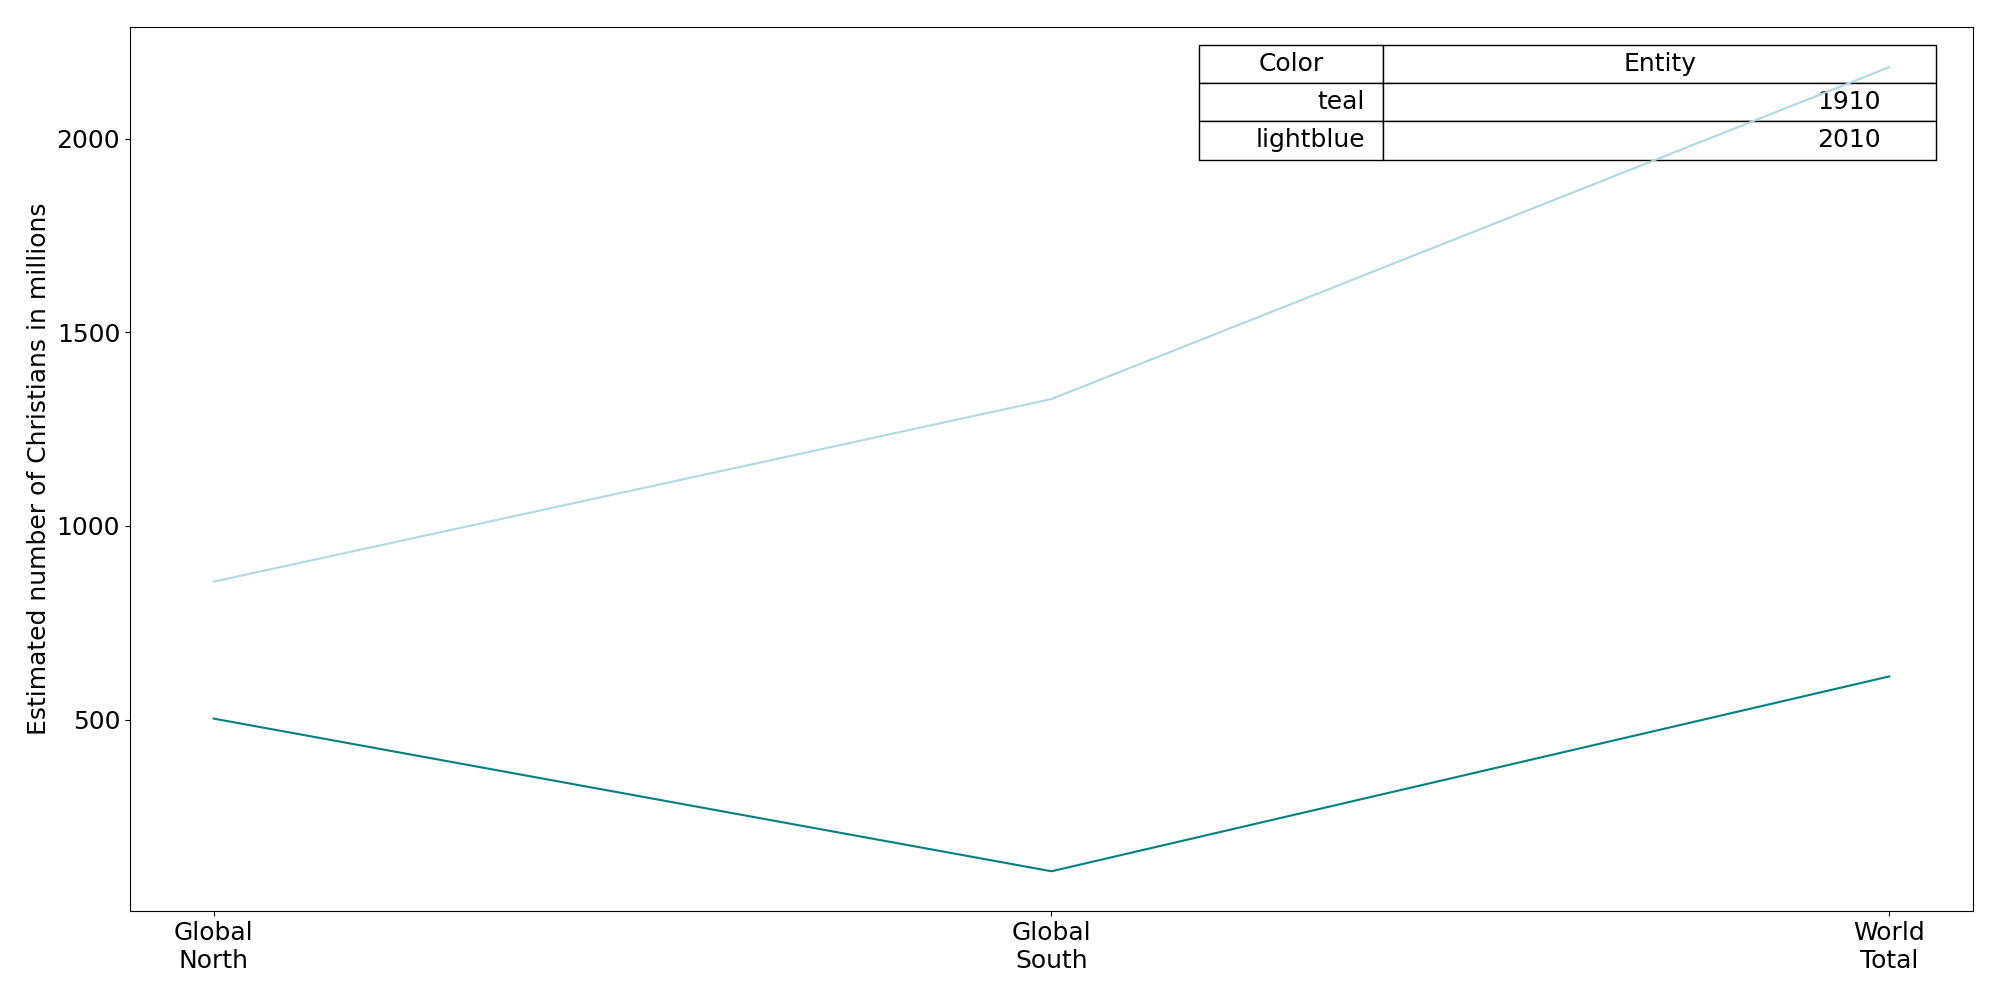 Color Entity
teal 1910
lightblue 2010
Estimated number of Christians in millions
2000
1500
1000
500
Global
North
Global
South
World
Total